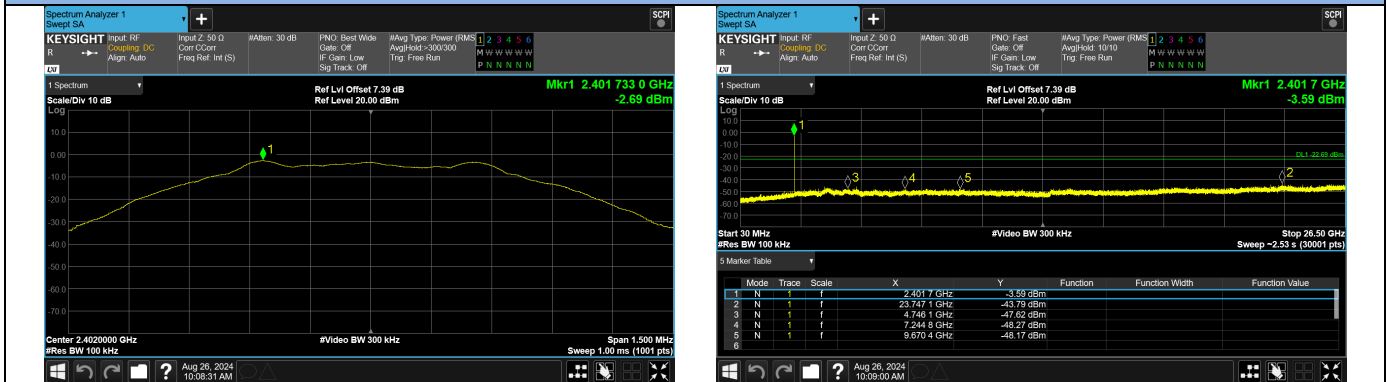 Spectrum Analyzer 1
Swept SA
+
SCPI
KEYSIGHT
R
LXI
Input: RF
Coupling: DC
Align: Auto
Input Z: 50 Ω
Corr CCorr
Freq Ref: Int (S)
#Atten: 30 dB
PNO: Best Wide
Gate: Off
IF Gain: Low
Sig Track: Off
#Avg Type: Power (RMS
Avg|Hold:>300/300
Trig: Free Run
1 2 3 4 5 6
M W W W W W
P N N N N N
1 Spectrum
Scale/Div 10 dB
Log
Ref Lvl Offset 7.39 dB
Ref Level 20.00 dBm
Mkr1 2.401 733 0 GHz
-2.69 dBm
10.0
0.00
-10.0
-20.0
-30.0
-40.0
-50.0
-60.0
-70.0
1
Center 2.4020000 GHz
#Res BW 100 kHz
#Video BW 300 kHz
Span 1.500 MHz
Sweep 1.00 ms (1001 pts)
?
Aug 26, 2024
10:08:31 AM
Spectrum Analyzer 1
Swept SA
+
SCPI
KEYSIGHT
R
LXI
Input: RF
Coupling: DC
Align: Auto
Input Z: 50 Ω
Corr CCorr
Freq Ref: Int (S)
#Atten: 30 dB
PNO: Fast
Gate: Off
IF Gain: Low
Sig Track: Off
#Avg Type: Power (RMS
Avg|Hold: 10/10
Trig: Free Run
1 2 3 4 5 6
M W W W W W
P N N N N N
1 Spectrum
Scale/Div 10 dB
Log
Ref Lvl Offset 7.39 dB
Ref Level 20.00 dBm
Mkr1 2.401 7 GHz
-3.59 dBm
10.0
0.00
-10.0
-20.0
-30.0
-40.0
-50.0
-60.0
-70.0
1
DL1 -22.69 dBm
3
4
5
2
Start 30 MHz
#Res BW 100 kHz
#Video BW 300 kHz
Stop 26.50 GHz
Sweep ~2.53 s (30001 pts)
5 Marker Table
Mode Trace Scale X Y Function Function Width Function Value
1 N 1 f 2.401 7 GHz -3.59 dBm
2 N 1 f 23.747 1 GHz -43.79 dBm
3 N 1 f 4.746 1 GHz -47.62 dBm
4 N 1 f 7.244 8 GHz -48.27 dBm
5 N 1 f 9.670 4 GHz -48.17 dBm
6
?
Aug 26, 2024
10:09:00 AM